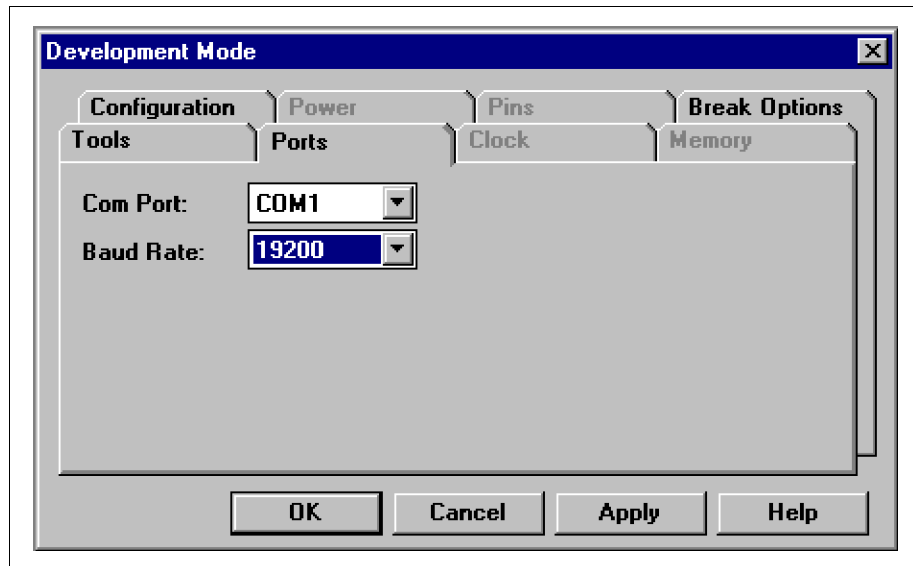 Development Mode
Configuration Power Pins Break Options
Tools Ports Clock Memory
Com Port: COM1
Baud Rate: 19200
OK Cancel Apply Help